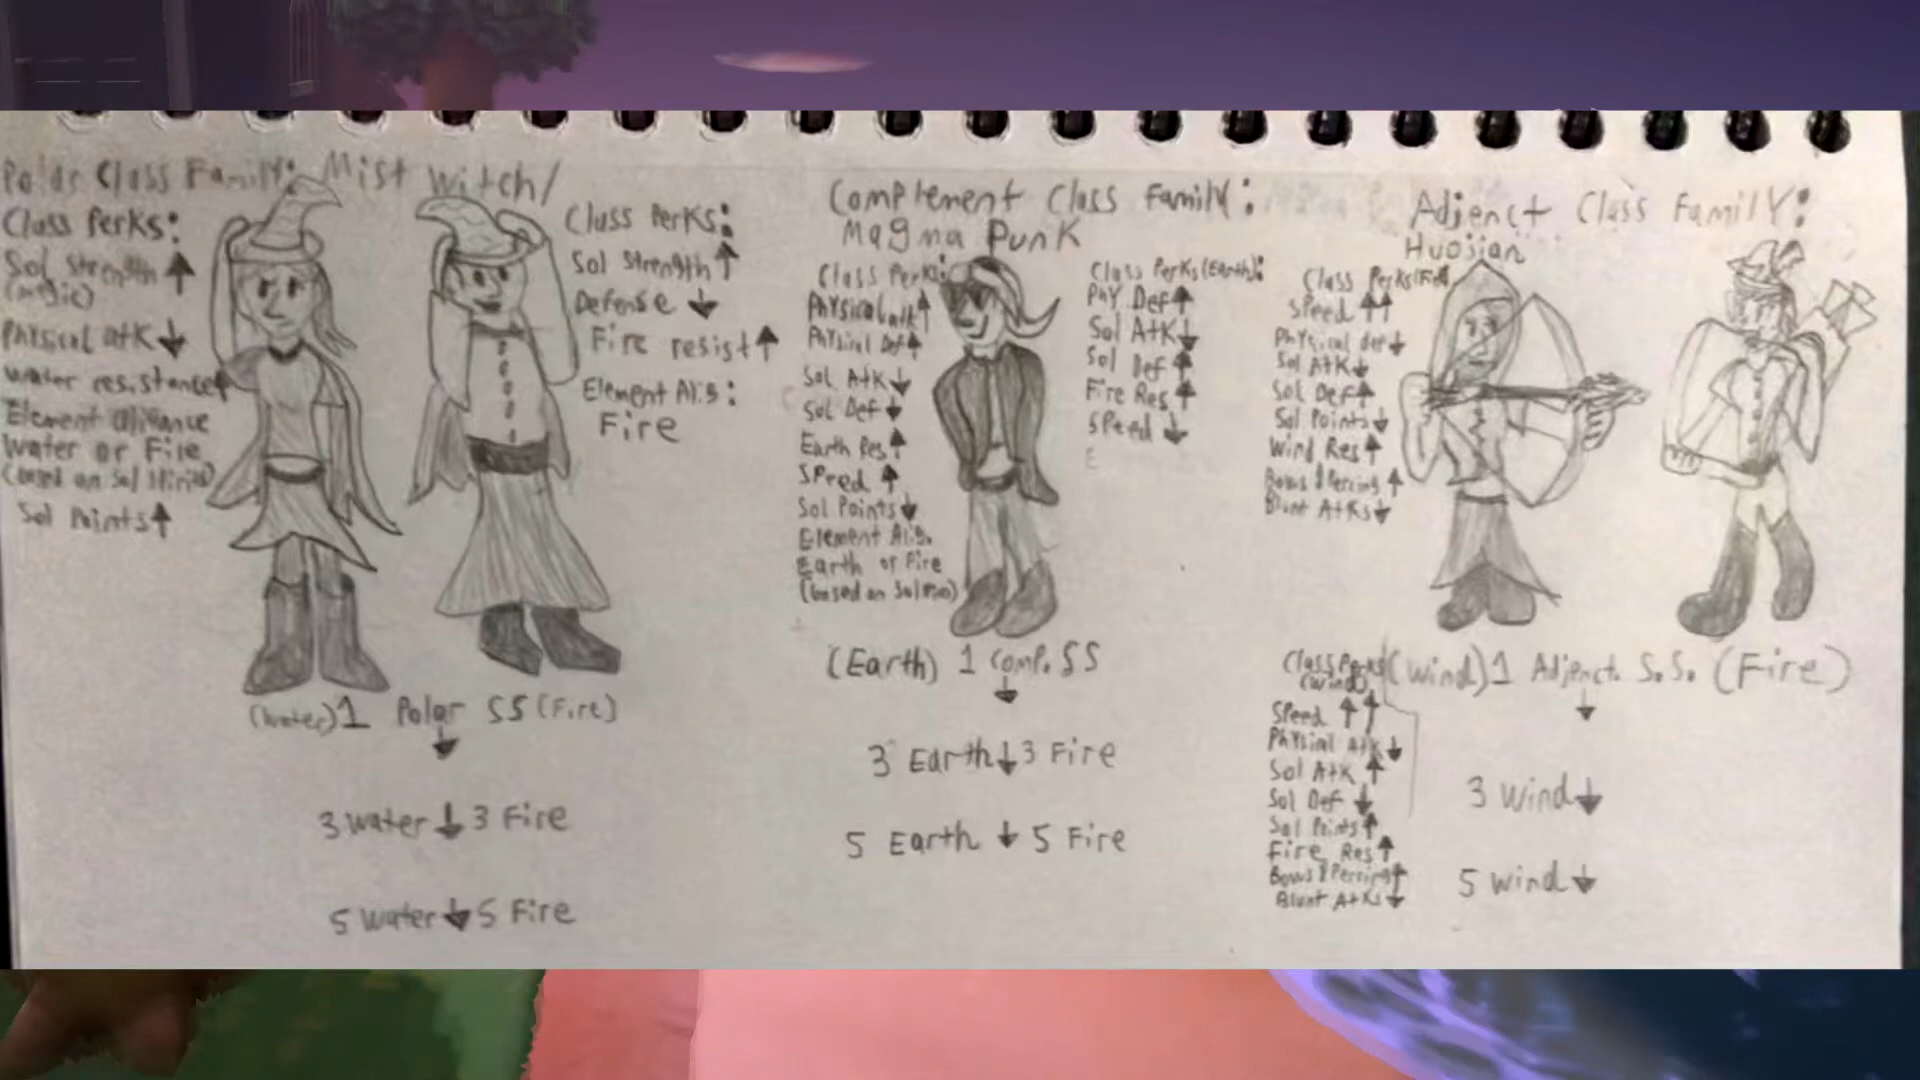 Polar Class Family: Mist Witch/
Class Perks:
Sol Strength ↑
(magic)
Physical atk ↓
water resistance ↑
Element alliance
Water or Fire
(based on Sol
Sol Points ↑
Class Perks:
Sol Strength ↑
Defense ↓
Fire resist ↑
Element Alig:
Fire
(water) 1 Polar SS (Fire)
↓
3 water ↓ 3 Fire
5 water ↓ 5 Fire
Complement Class Family:
Magma Punk
Class Perks:
Physical atk ↑
Physical Def ↑
Sol Atk ↓
Sol Def ↓
Earth Res ↑
Speed ↑
Sol Points ↓
Element Alig.
Earth or Fire
(based on Sol
Class Perks (Earth):
Phy Def ↑
Sol Atk ↓
Sol Def ↑
Fire Res ↑
Speed ↓
E
(Earth) 1 Comp. SS
↓
3 Earth ↓ 3 Fire
5 Earth ↓ 5 Fire
Adjenct Class Family:
Huojian
Class Perks
Speed ↑↑
Physical def ↓
Sol Atk ↓
Sol Def ↑
Sol Points ↓
Wind Res ↑
Bows & Percing ↑
Blunt Atks ↓
Class Perks
(Wind)
Speed ↑↑
Physial Atk ↓
Sol Atk ↑
Sol Def ↓
Sol Points ↑
Fire Res ↑
Bows & Percing ↑
Blunt Atks ↓
(Wind) 1 Adjenct. S.S. (Fire)
↓
3 Wind ↓
5 wind ↓